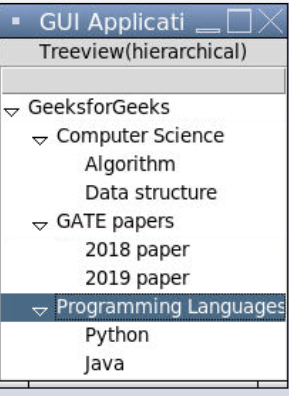 GUI Applicati
Treeview(hierarchical)
GeeksforGeeks
Computer Science
Algorithm
Data structure
GATE papers
2018 paper
2019 paper
Programming Languages
Python
Java